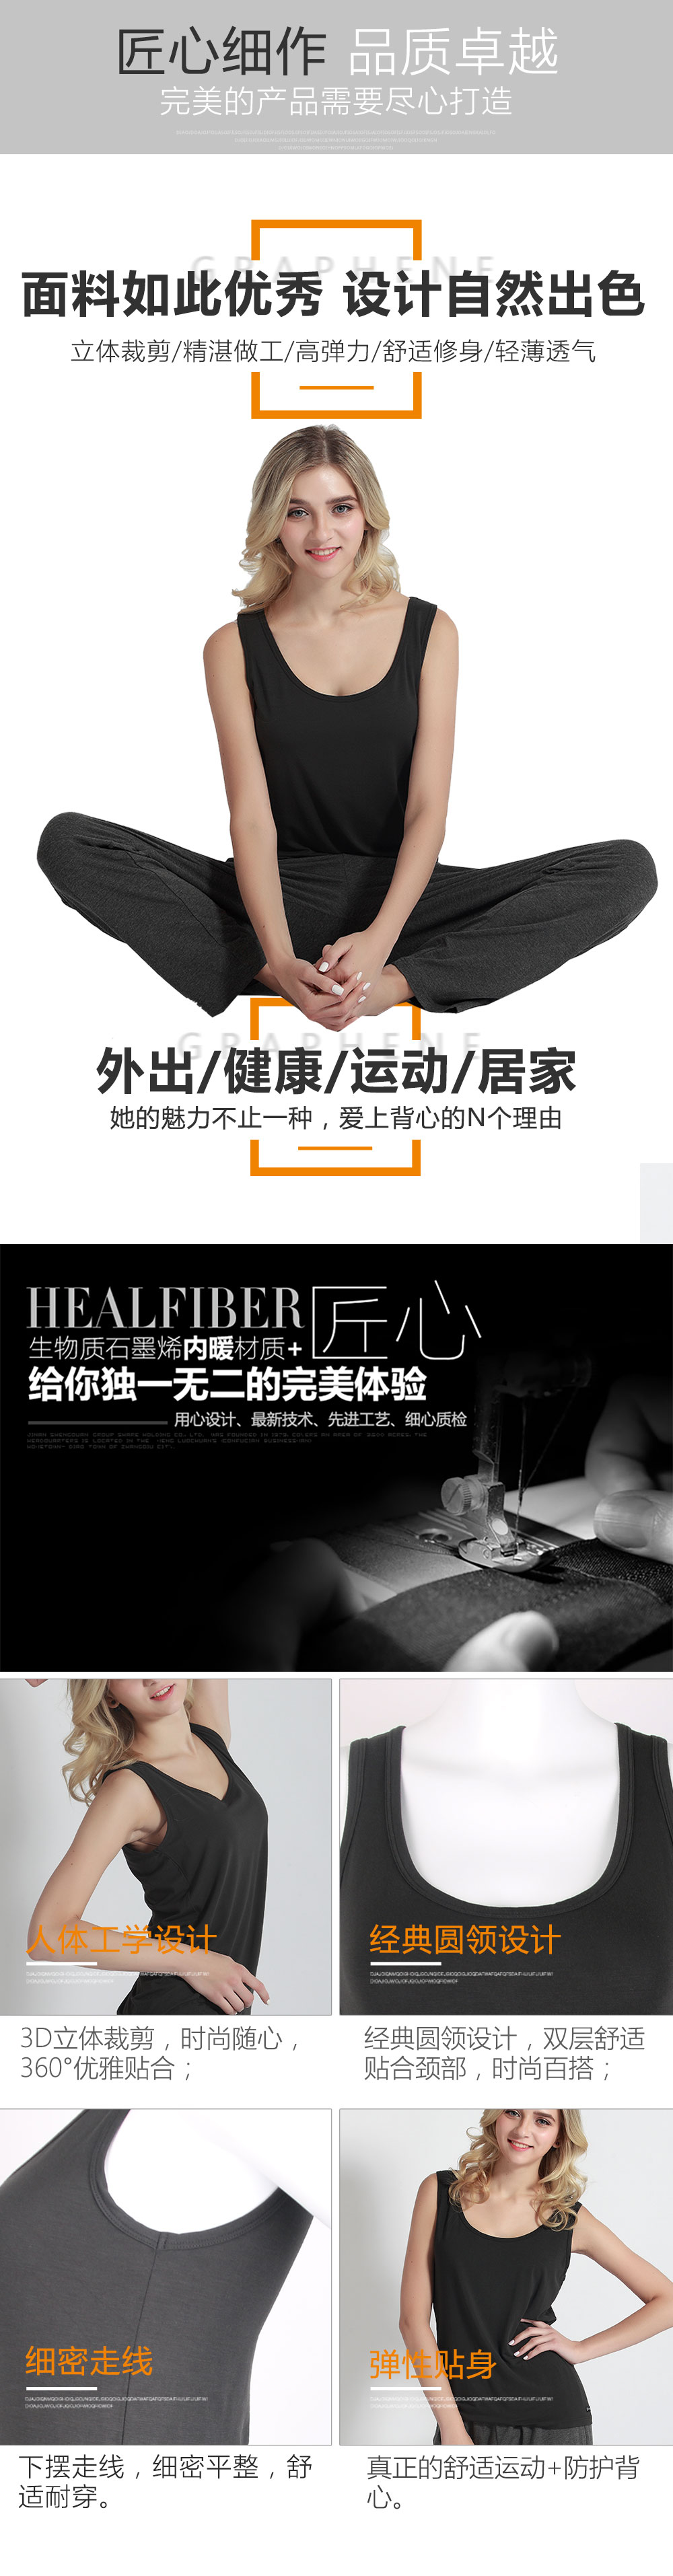 匠心细作 品质卓越
完美的产品需要尽心打造
GRAPHENE
面料如此优秀 设计自然出色
立体裁剪/精湛做工/高弹力/舒适修身/轻薄透气
GRAPHENE
外出/健康/运动/居家
她的魅力不止一种，爱上背心的N个理由
HEALFIBER 匠心
生物质石墨烯内暖材质+
给你独一无二的完美体验
用心设计、最新技术、先进工艺、细心质检
人体工学设计
经典圆领设计
3D立体裁剪，时尚随心，
360°优雅贴合；
经典圆领设计，双层舒适
贴合颈部，时尚百搭；
细密走线
弹性贴身
下摆走线，细密平整，舒
适耐穿。
真正的舒适运动+防护背
心。